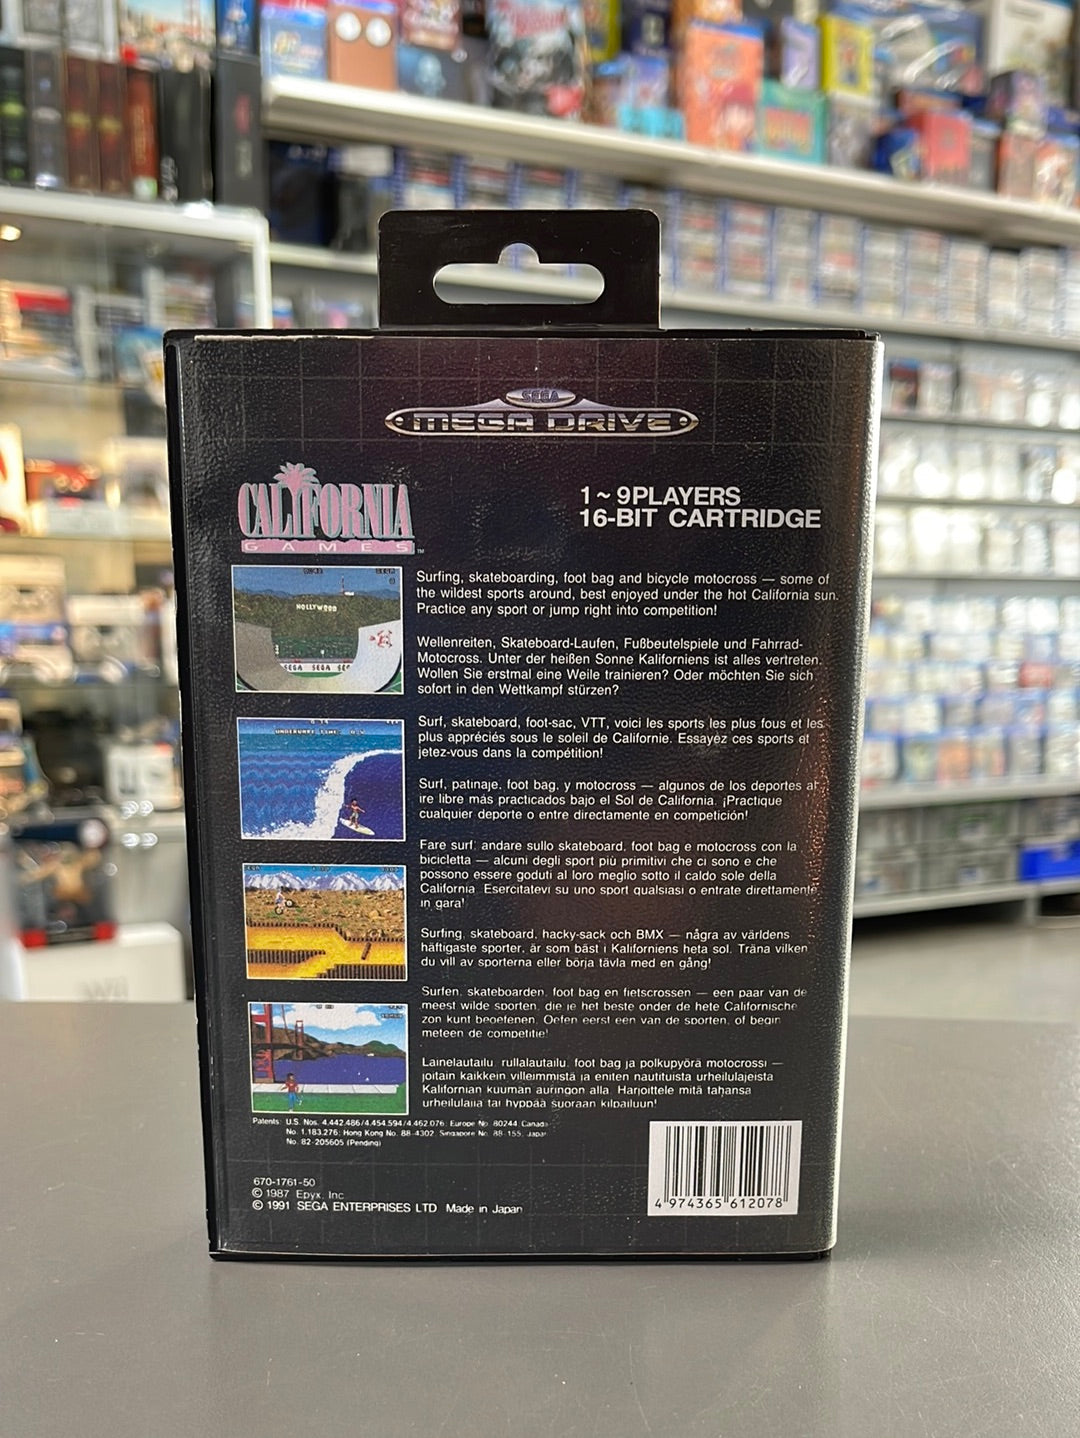 SEGA
MEGA DRIVE
CALIFORNIA
GAMES™
1~9PLAYERS
16-BIT CARTRIDGE
HOLLYWOOD
SEGA SEGA SEG
Surfing, skateboarding, foot bag and bicycle motocross — some of
the wildest sports around, best enjoyed under the hot California sun.
Practice any sport or jump right into competition!
Wellenreiten, Skateboard-Laufen, Fußbeutelspiele und Fahrrad-
Motocross. Unter der heißen Sonne Kaliforniens ist alles vertreten.
Wollen Sie erstmal eine Weile trainieren? Oder möchten Sie sich
sofort in den Wettkampf stürzen?
Surf, skateboard, foot-sac, VTT, voici les sports les plus fous et les
plus appréciés sous le soleil de Californie. Essayez ces sports et
jetez-vous dans la compétition!
Surf, patinaje, foot bag, y motocross — algunos de los deportes al
ire libre más practicados bajo el Sol de California. ¡Practique
cualquier deporte o entre directamente en competición!
Fare surf, andare sullo skateboard, foot bag e motocross con la
bicicletta — alcuni degli sport più primitivi che ci sono e che
possono essere goduti al loro meglio sotto il caldo sole della
California. Esercitatevi su uno sport qualsiasi o entrate direttamente
in gara!
Surfing, skateboard, hacky-sack och BMX — några av världens
häftigaste sporter, är som bäst i Kaliforniens heta sol. Träna vilken
du vill av sporterna eller börja tävla med en gång!
Surfen, skateboarden, foot bag en fietscrossen — een paar van de
meest wilde sporten, die je het beste onder de hete Californische
zon kunt beoefenen. Oefen eerst een van de sporten, of begin
meteen de competitie!
Lainelautailu, rullalautailu, foot bag ja polkupyörä motocrossi —
joitain kaikkein villeimmistä ja eniten nautituista urheilulajeista
Kalifornian kuuman auringon alla. Harjoittele mitä tahansa
urheilulajia tai hyppää suoraan kilpailuun!
Patents: U.S. Nos. 4,442,486/4,454,594/4,462,076; Europe No. 80244; Canada
No. 1,183,276; Hong Kong No. 88-4302; Singapore No. 88-155; Japan
No. 82-205605 (Pending)
670-1761-50
© 1987 Epyx, Inc.
© 1991 SEGA ENTERPRISES LTD. Made in Japan
4 974365 612078